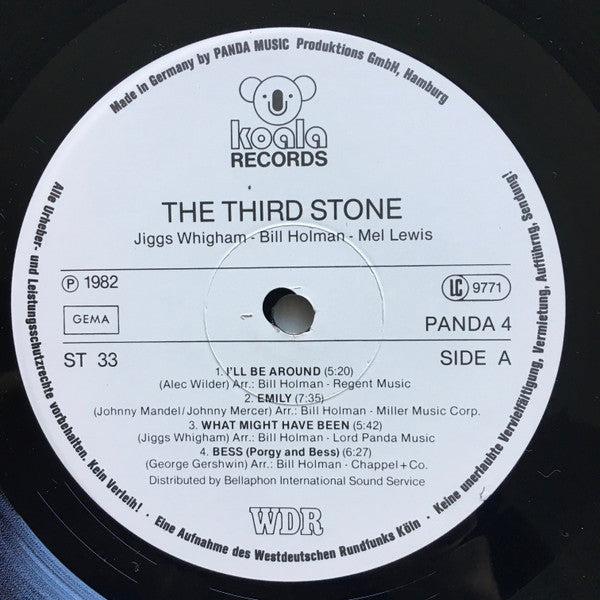 Made in Germany by PANDA MUSIC Produktions GmbH, Hamburg
koala
RECORDS
THE THIRD STONE
Jiggs Whigham - Bill Holman - Mel Lewis
Ⓟ 1982
LC 9771
GEMA
PANDA 4
ST 33
SIDE A
1. I'LL BE AROUND (5:20)
(Alec Wilder) Arr.: Bill Holman - Regent Music
2. EMILY (7:35)
(Johnny Mandel/Johnny Mercer) Arr.: Bill Holman - Miller Music Corp.
3. WHAT MIGHT HAVE BEEN (5:42)
(Jiggs Whigham) Arr.: Bill Holman - Lord Panda Music
4. BESS (Porgy and Bess) (6:27)
(George Gershwin) Arr.: Bill Holman - Chappel + Co.
Distributed by Bellaphon International Sound Service
WDR
Alle Urheber- und Leistungsschutzrechte vorbehalten. Kein Verleih! · Eine Aufnahme des Westdeutschen Rundfunks Köln · Keine unerlaubte Vervielfältigung, Vermietung, Aufführung, Sendung!